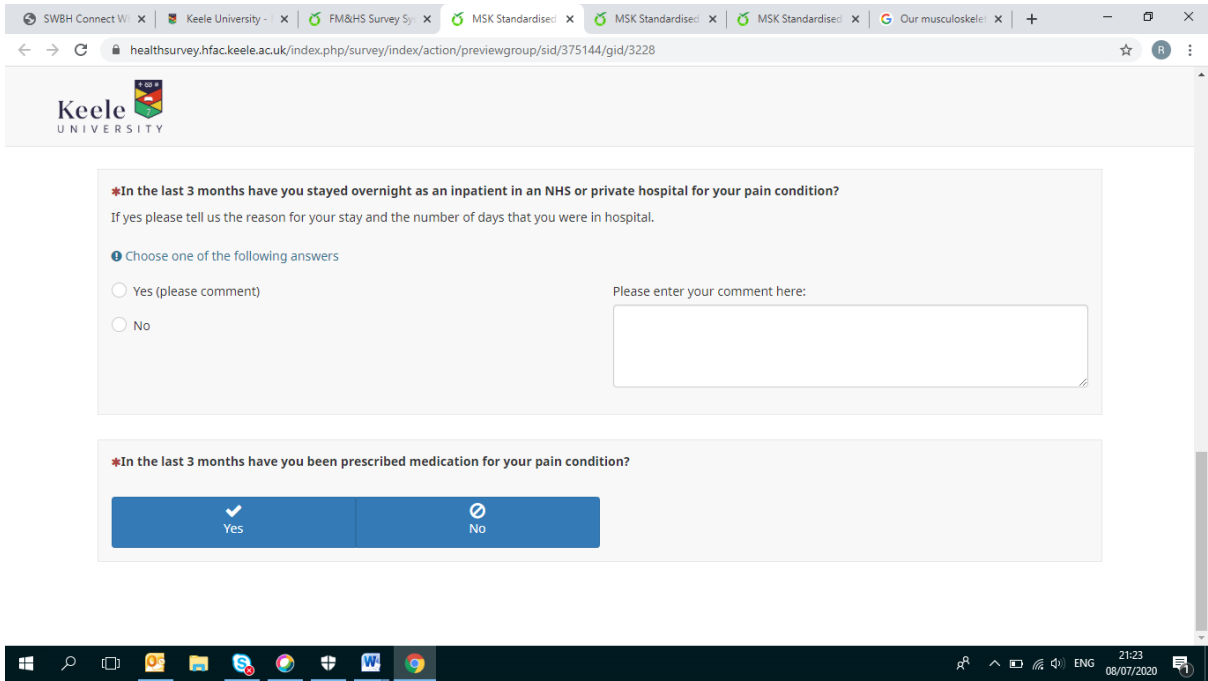 SWBH Connect W
Keele University -
FM&HS Survey Sy
MSK Standardised
MSK Standardised
MSK Standardised
G Our musculoskele
healthsurvey.hfac.keele.ac.uk/index.php/survey/index/action/previewgroup/sid/375144/gid/3228
R
Keele
UNIVERSITY
*In the last 3 months have you stayed overnight as an inpatient in an NHS or private hospital for your pain condition?
If yes please tell us the reason for your stay and the number of days that you were in hospital.
Choose one of the following answers
Yes (please comment)
Please enter your comment here:
No
*In the last 3 months have you been prescribed medication for your pain condition?
Yes
No
ENG
21:23
08/07/2020
1